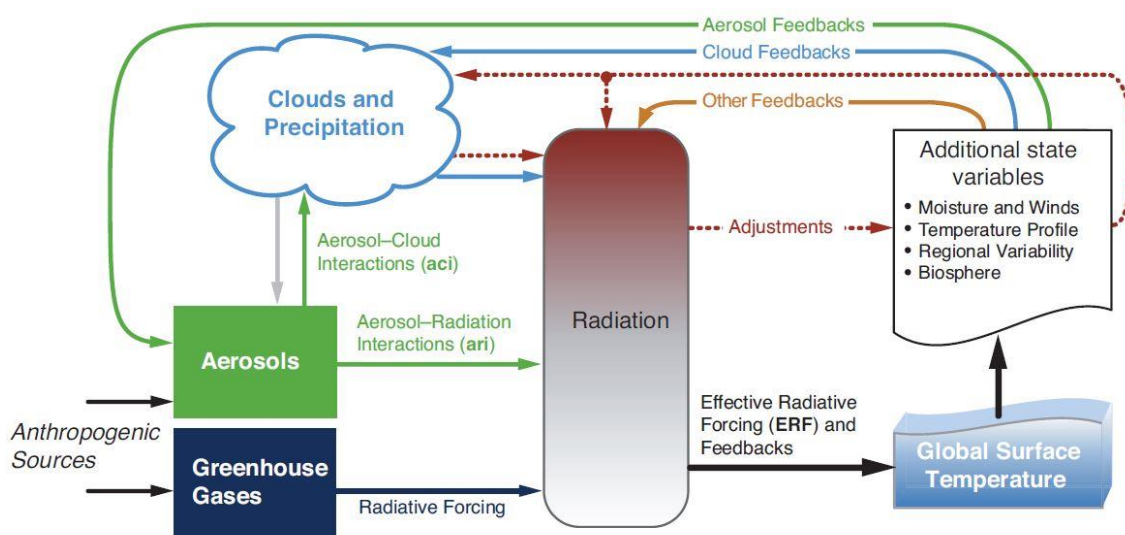 Aerosol Feedbacks
Cloud Feedbacks
Other Feedbacks
Clouds and
Precipitation
Additional state
variables
• Moisture and Winds
• Temperature Profile
• Regional Variability
• Biosphere
Adjustments
Aerosol–Cloud
Interactions (aci)
Aerosol–Radiation
Interactions (ari)
Radiation
Aerosols
Anthropogenic
Sources
Greenhouse
Gases
Radiative Forcing
Effective Radiative
Forcing (ERF) and
Feedbacks
Global Surface
Temperature